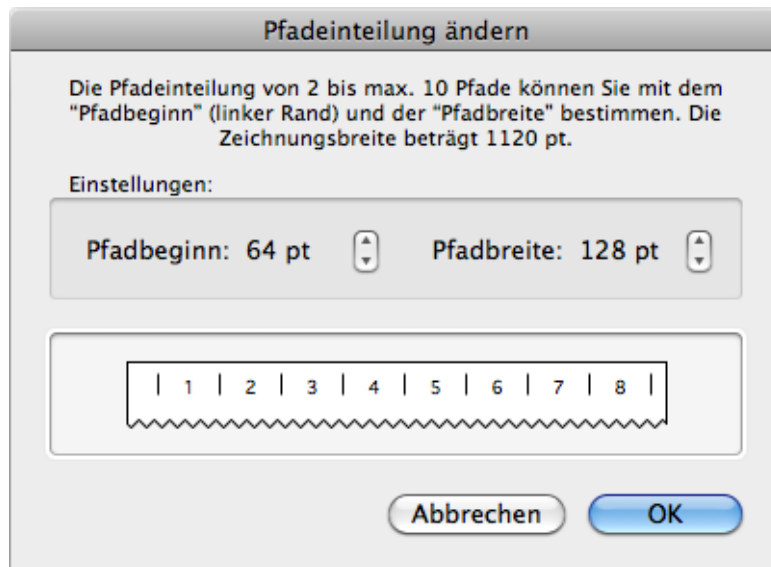 Pfadeinteilung ändern
Die Pfadeinteilung von 2 bis max. 10 Pfade können Sie mit dem
“Pfadbeginn” (linker Rand) und der “Pfadbreite” bestimmen. Die
Zeichnungsbreite beträgt 1120 pt.
Einstellungen:
Pfadbeginn: 64 pt Pfadbreite: 128 pt
1 2 3 4 5 6 7 8
Abbrechen OK